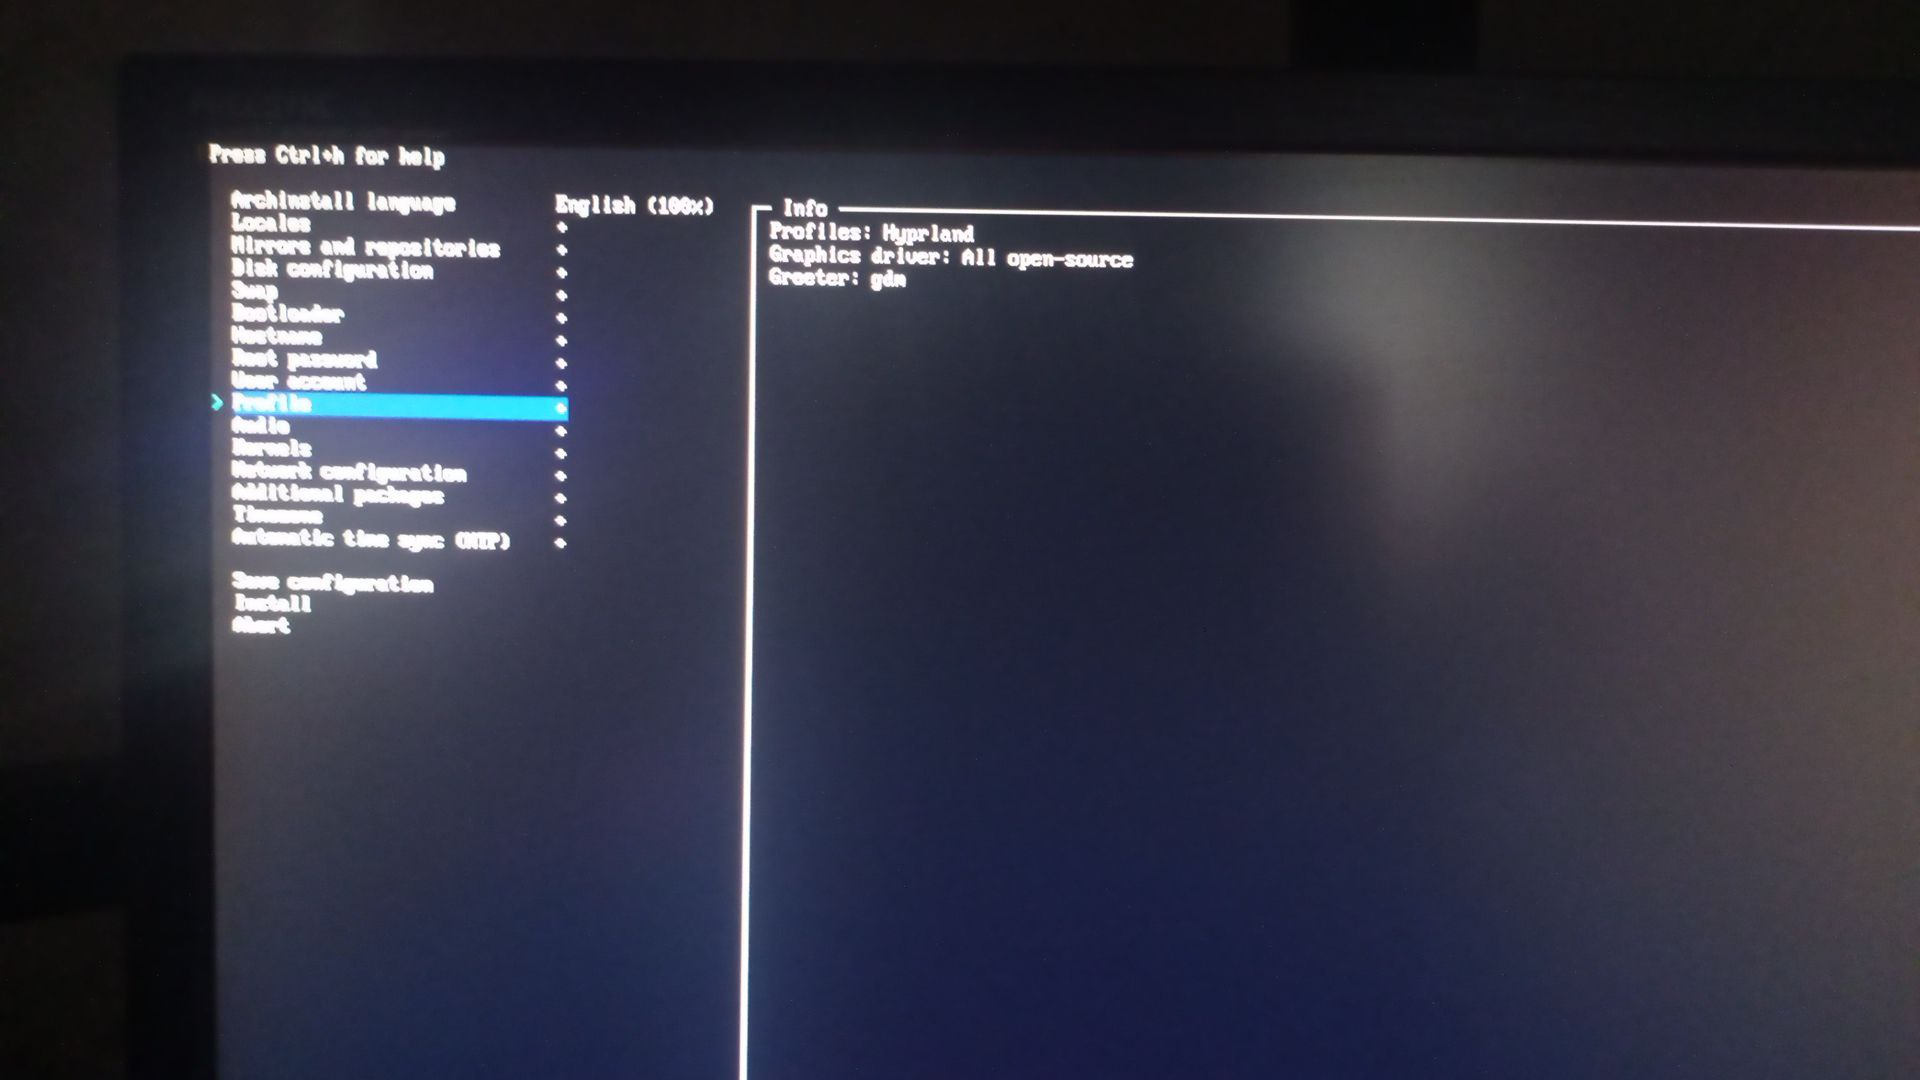 Press Ctrl+h for help
Archinstall language English (100%)
Locales +
Mirrors and repositories +
Disk configuration +
Swap +
Bootloader +
Hostname +
Root password +
User account +
> Profile +
Audio +
Kernels +
Network configuration +
Additional packages +
Timezone +
Automatic time sync (NTP) +
Save configuration
Install
Abort
Info
Profiles: Hyprland
Graphics driver: All open-source
Greeter: gdm